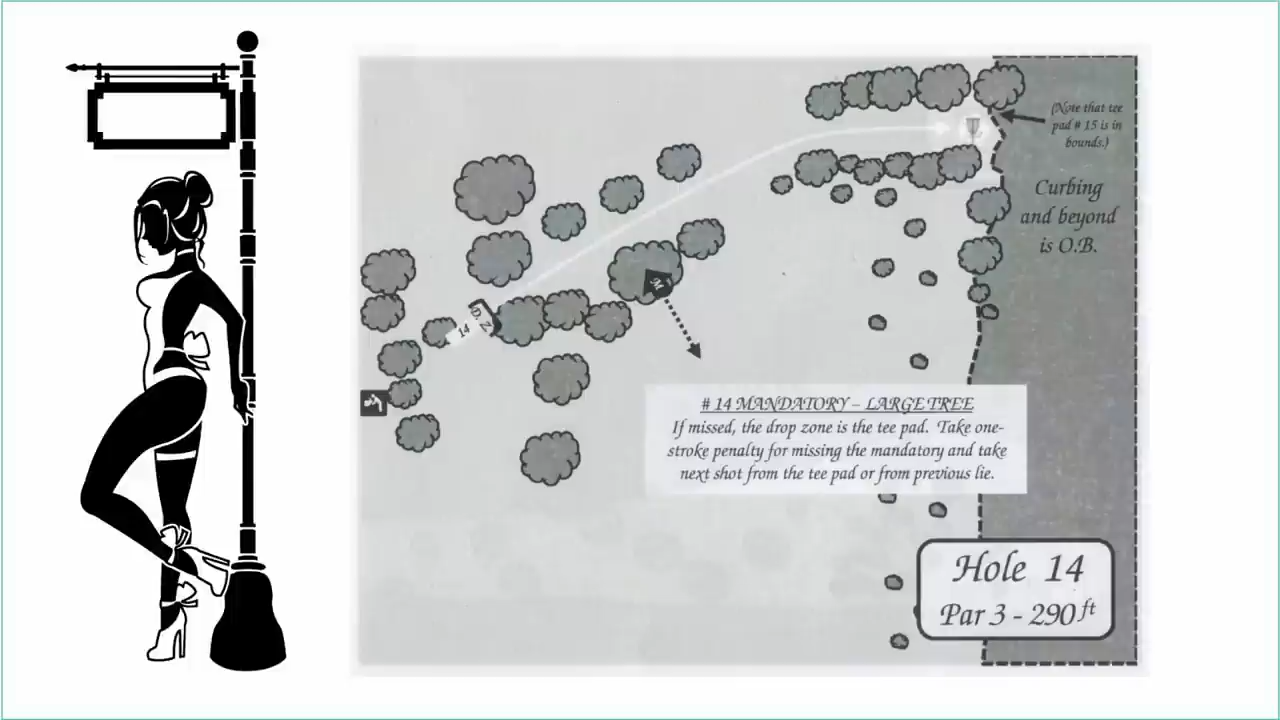 (Note that tee
pad # 15 is in
bounds.)
Curbing
and beyond
is O.B.
M
D.
Z.
14
# 14 MANDATORY – LARGE TREE
If missed, the drop zone is the tee pad. Take one-
stroke penalty for missing the mandatory and take
next shot from the tee pad or from previous lie.
Hole 14
Par 3 - 290 ft